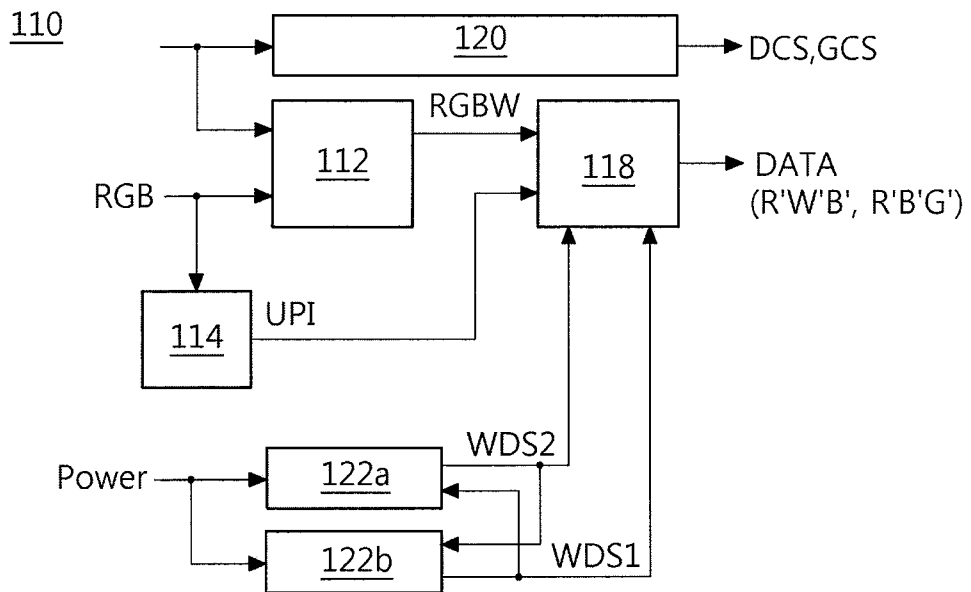 110
120
DCS,GCS
RGBW
112
118
DATA
(R'W'B', R'B'G')
RGB
114
UPI
WDS2
Power
122a
122b
WDS1